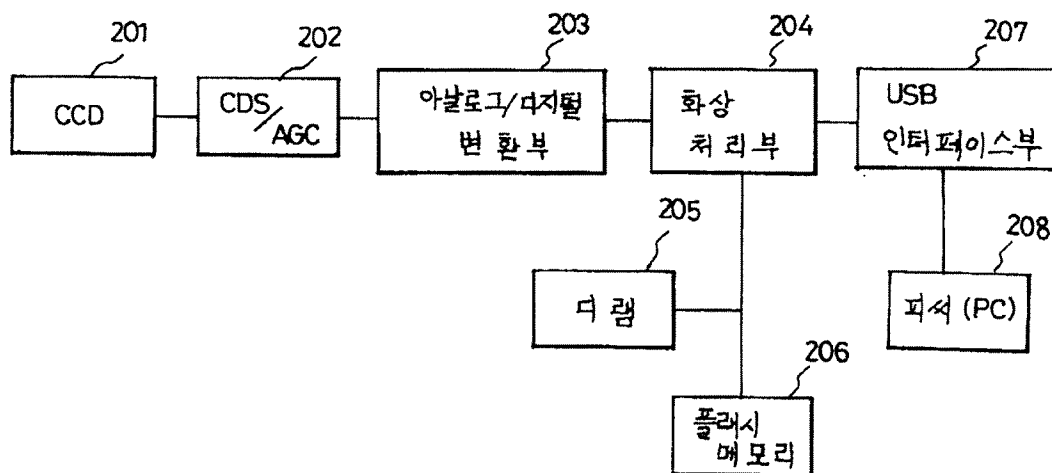 201
CCD
202
CDS/
AGC
203
아날로그/디지털
변환부
204
화상
처리부
207
USB
인터페이스부
205
디램
208
피씨(PC)
206
플래시
메모리